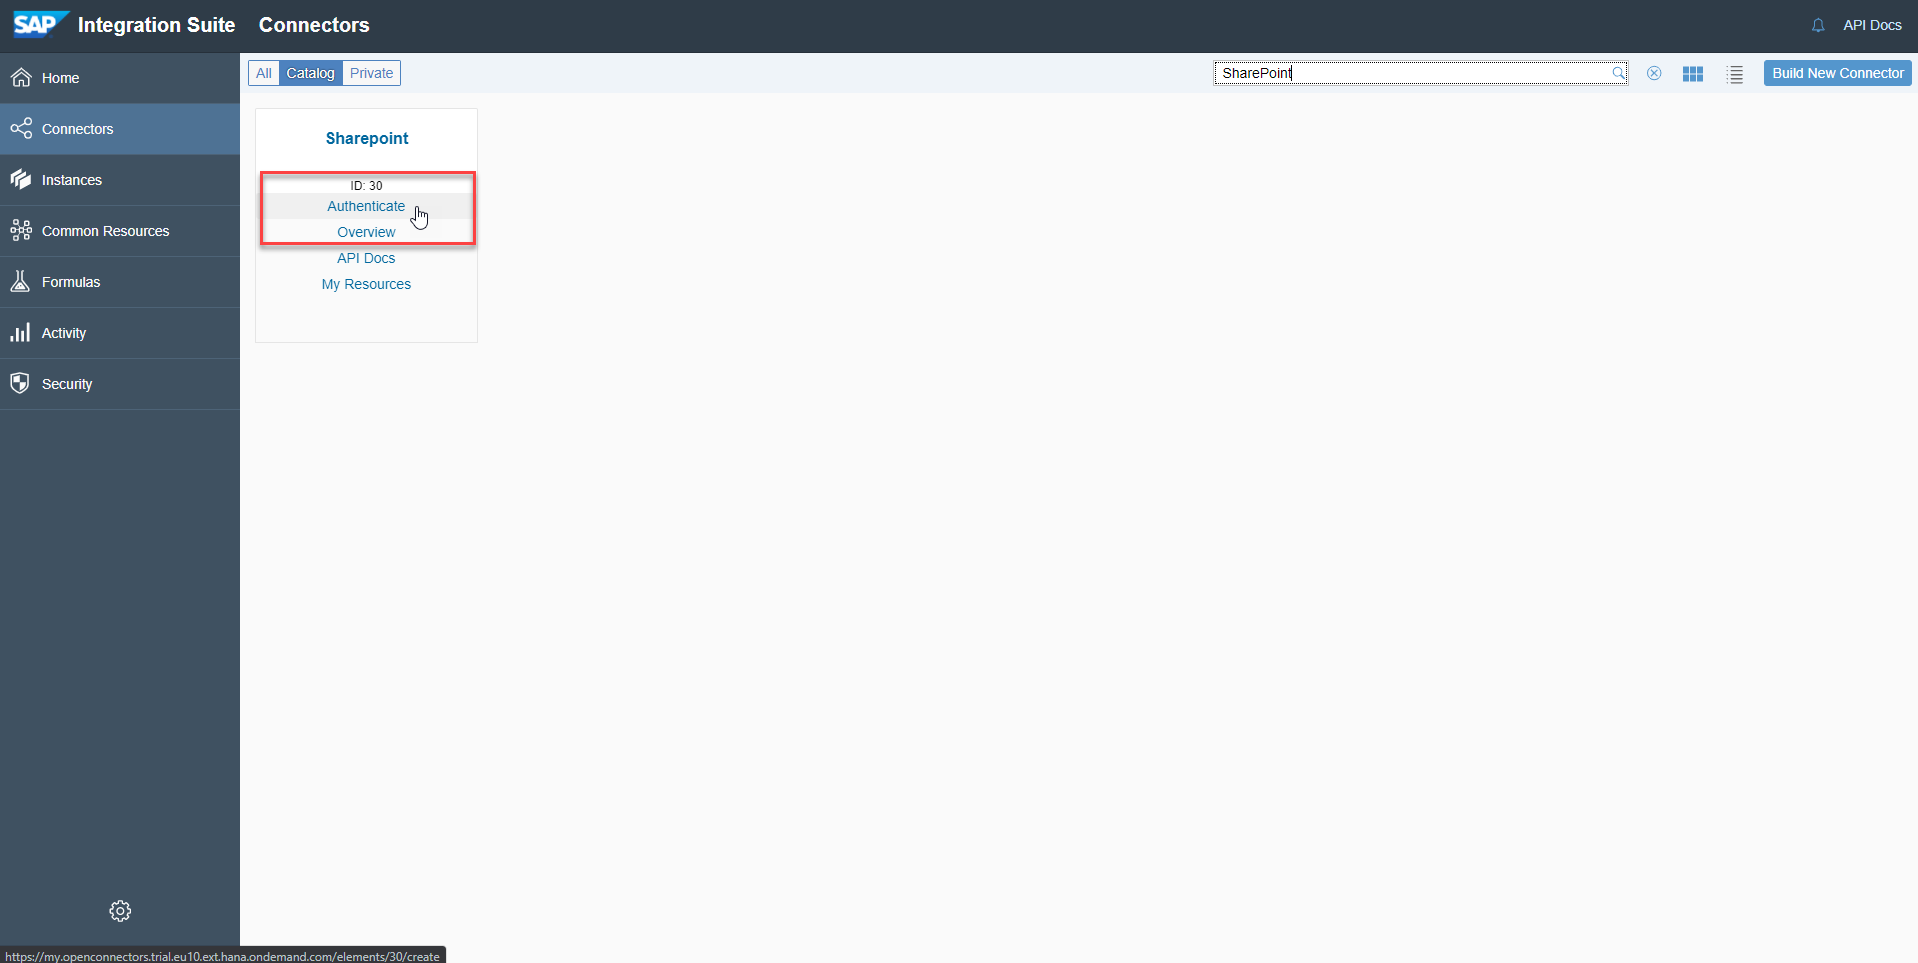 SAP Integration Suite Connectors
API Docs
Home
Connectors
Instances
Common Resources
Formulas
Activity
Security
All Catalog Private
SharePoint
Build New Connector
Sharepoint
ID: 30
Authenticate
Overview
API Docs
My Resources
https://my.openconnectors.trial.eu10.ext.hana.ondemand.com/elements/30/create